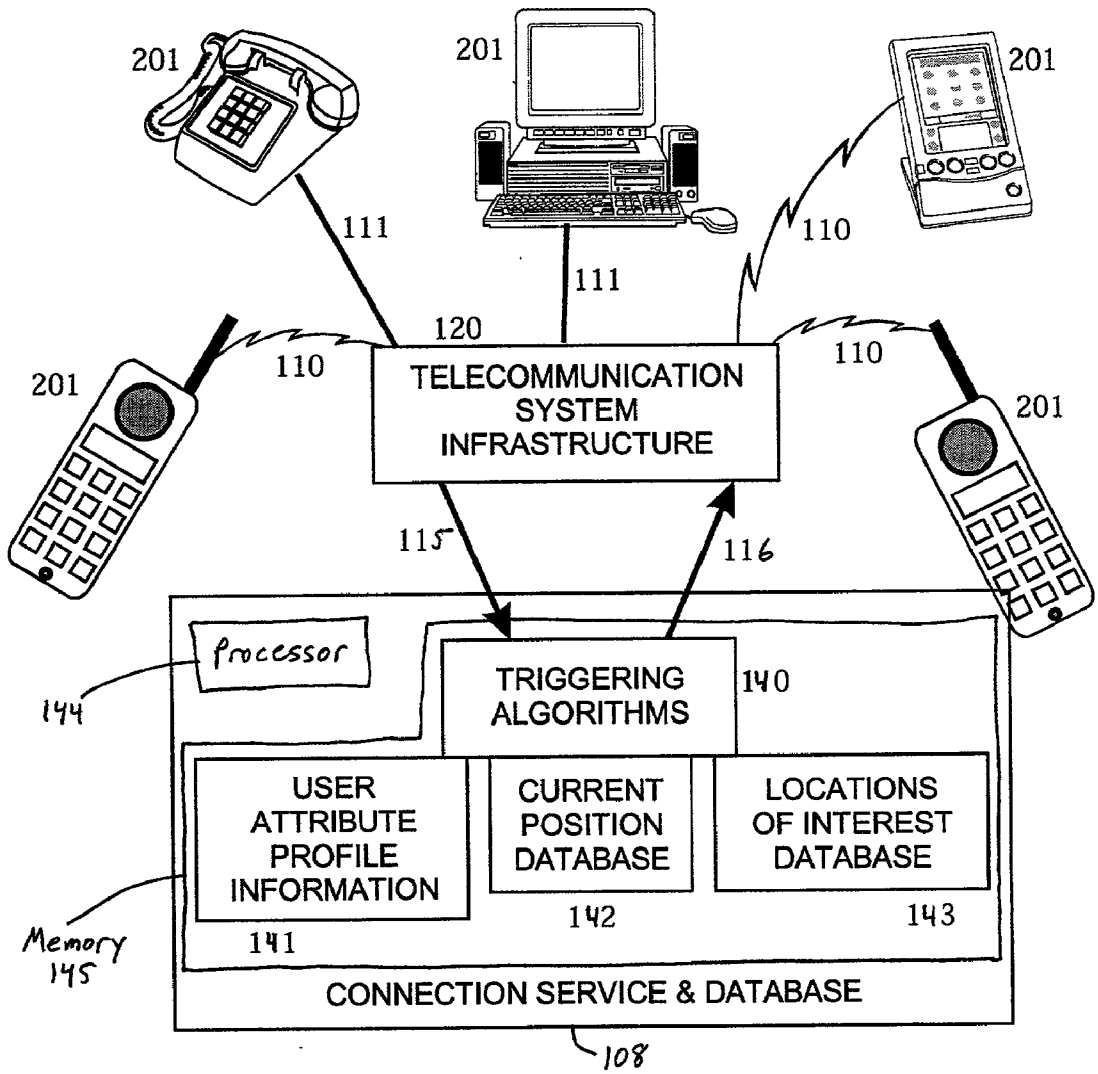 201
201
201
111
111
110
120
110
110
201
201
TELECOMMUNICATION
SYSTEM
INFRASTRUCTURE
115
116
Processor
144
TRIGGERING
ALGORITHMS
140
USER
ATTRIBUTE
PROFILE
INFORMATION
CURRENT
POSITION
DATABASE
LOCATIONS
OF INTEREST
DATABASE
141
142
143
Memory
145
CONNECTION SERVICE & DATABASE
108